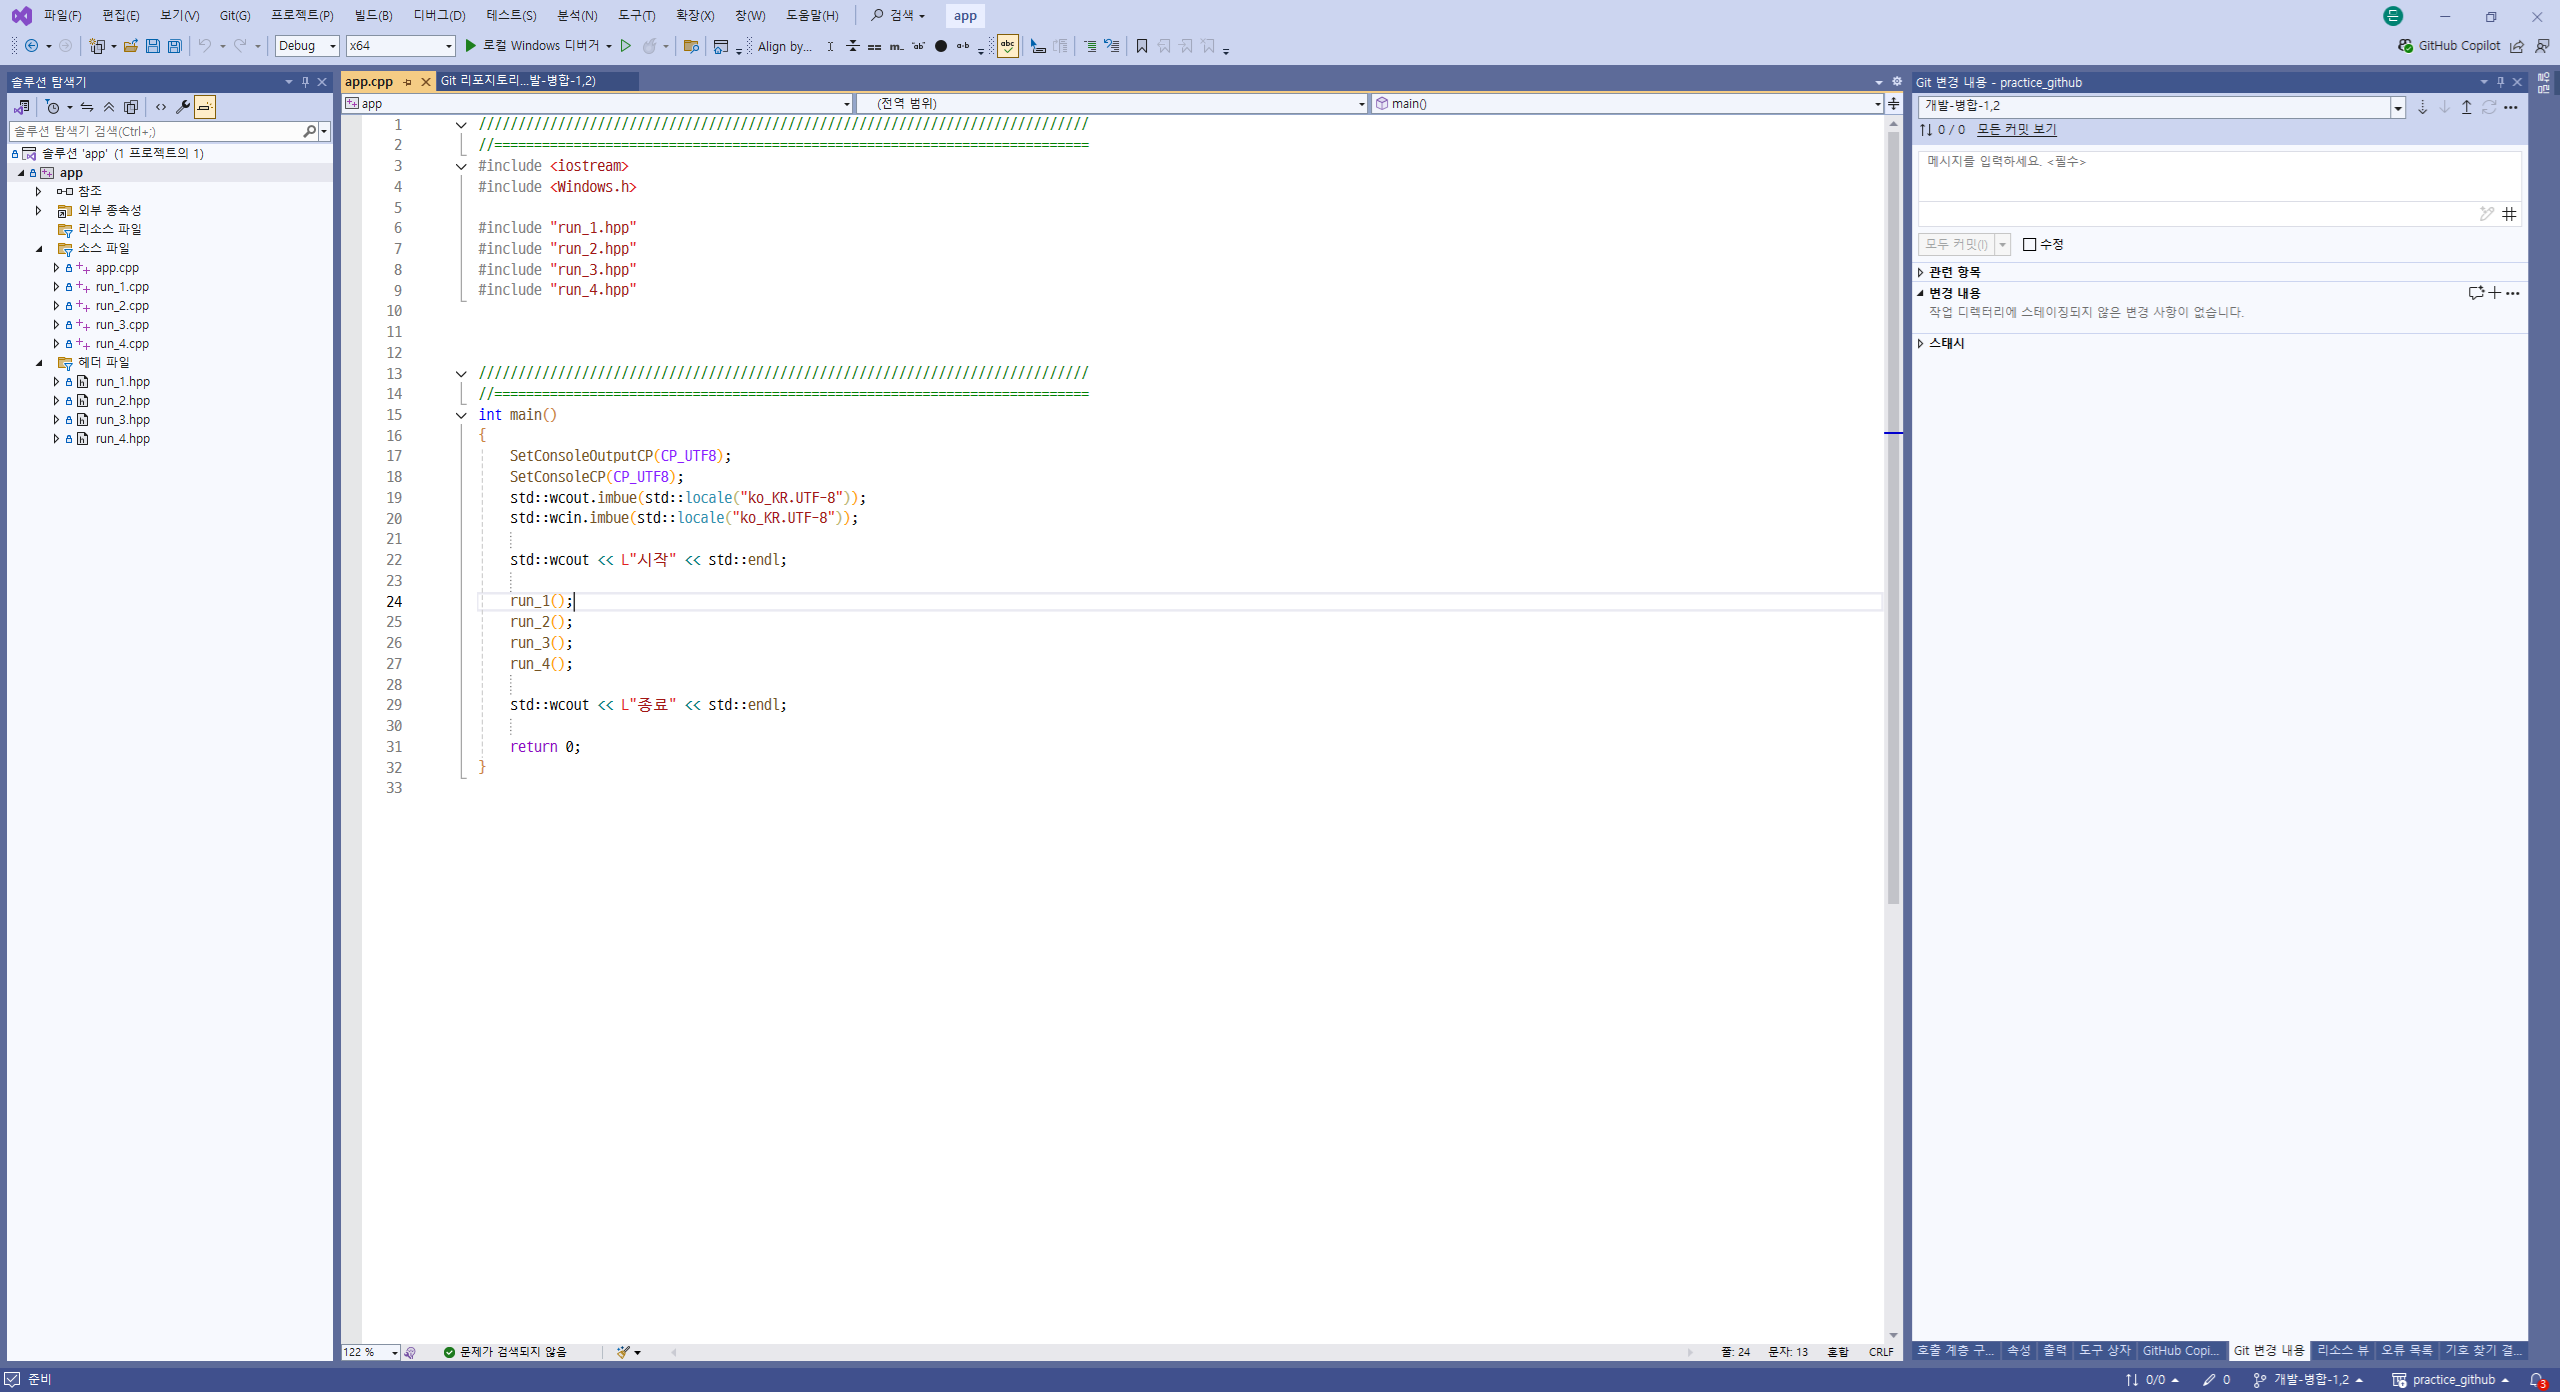 파일(F) 편집(E) 보기(V) Git(G) 프로젝트(P) 빌드(B) 디버그(D) 테스트(S) 분석(N) 도구(T) 확장(X) 창(W) 도움말(H) 검색 app 든
Debug x64 로컬 Windows 디버거 Align by... GitHub Copilot
솔루션 탐색기
솔루션 탐색기 검색(Ctrl+;)
솔루션 'app' (1 프로젝트의 1)
app
참조
외부 종속성
리소스 파일
소스 파일
app.cpp
run_1.cpp
run_2.cpp
run_3.cpp
run_4.cpp
헤더 파일
run_1.hpp
run_2.hpp
run_3.hpp
run_4.hpp
app.cpp Git 리포지토리...발-병합-1,2)
app (전역 범위) main()
1 /////////////////////////////////////////////////////////////////////////////
2 //===========================================================================
3 #include <iostream>
4 #include <Windows.h>
5
6 #include "run_1.hpp"
7 #include "run_2.hpp"
8 #include "run_3.hpp"
9 #include "run_4.hpp"
10
11
12
13 /////////////////////////////////////////////////////////////////////////////
14 //===========================================================================
15 int main()
16 {
17 SetConsoleOutputCP(CP_UTF8);
18 SetConsoleCP(CP_UTF8);
19 std::wcout.imbue(std::locale("ko_KR.UTF-8"));
20 std::wcin.imbue(std::locale("ko_KR.UTF-8"));
21
22 std::wcout << L"시작" << std::endl;
23
24 run_1();
25 run_2();
26 run_3();
27 run_4();
28
29 std::wcout << L"종료" << std::endl;
30
31 return 0;
32 }
33
122 % 문제가 검색되지 않음 줄: 24 문자: 13 혼합 CRLF
Git 변경 내용 - practice_github
개발-병합-1,2
0 / 0 모든 커밋 보기
메시지를 입력하세요. <필수>
모두 커밋(I) 수정
관련 항목
변경 내용
작업 디렉터리에 스테이징되지 않은 변경 사항이 없습니다.
스태시
호출 계층 구... 속성 출력 도구 상자 GitHub Copi... Git 변경 내용 리소스 뷰 오류 목록 기호 찾기 결...
준비 0/0 0 개발-병합-1,2 practice_github 3